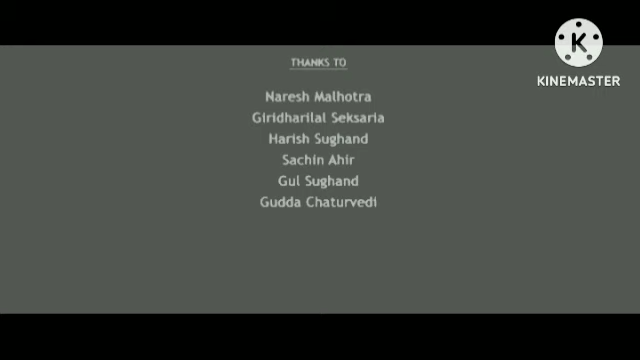 THANKS TO
Naresh Malhotra
Giridharilal Seksaria
Harish Sughand
Sachin Ahir
Gul Sughand
Gudda Chaturvedi
K
KINEMASTER